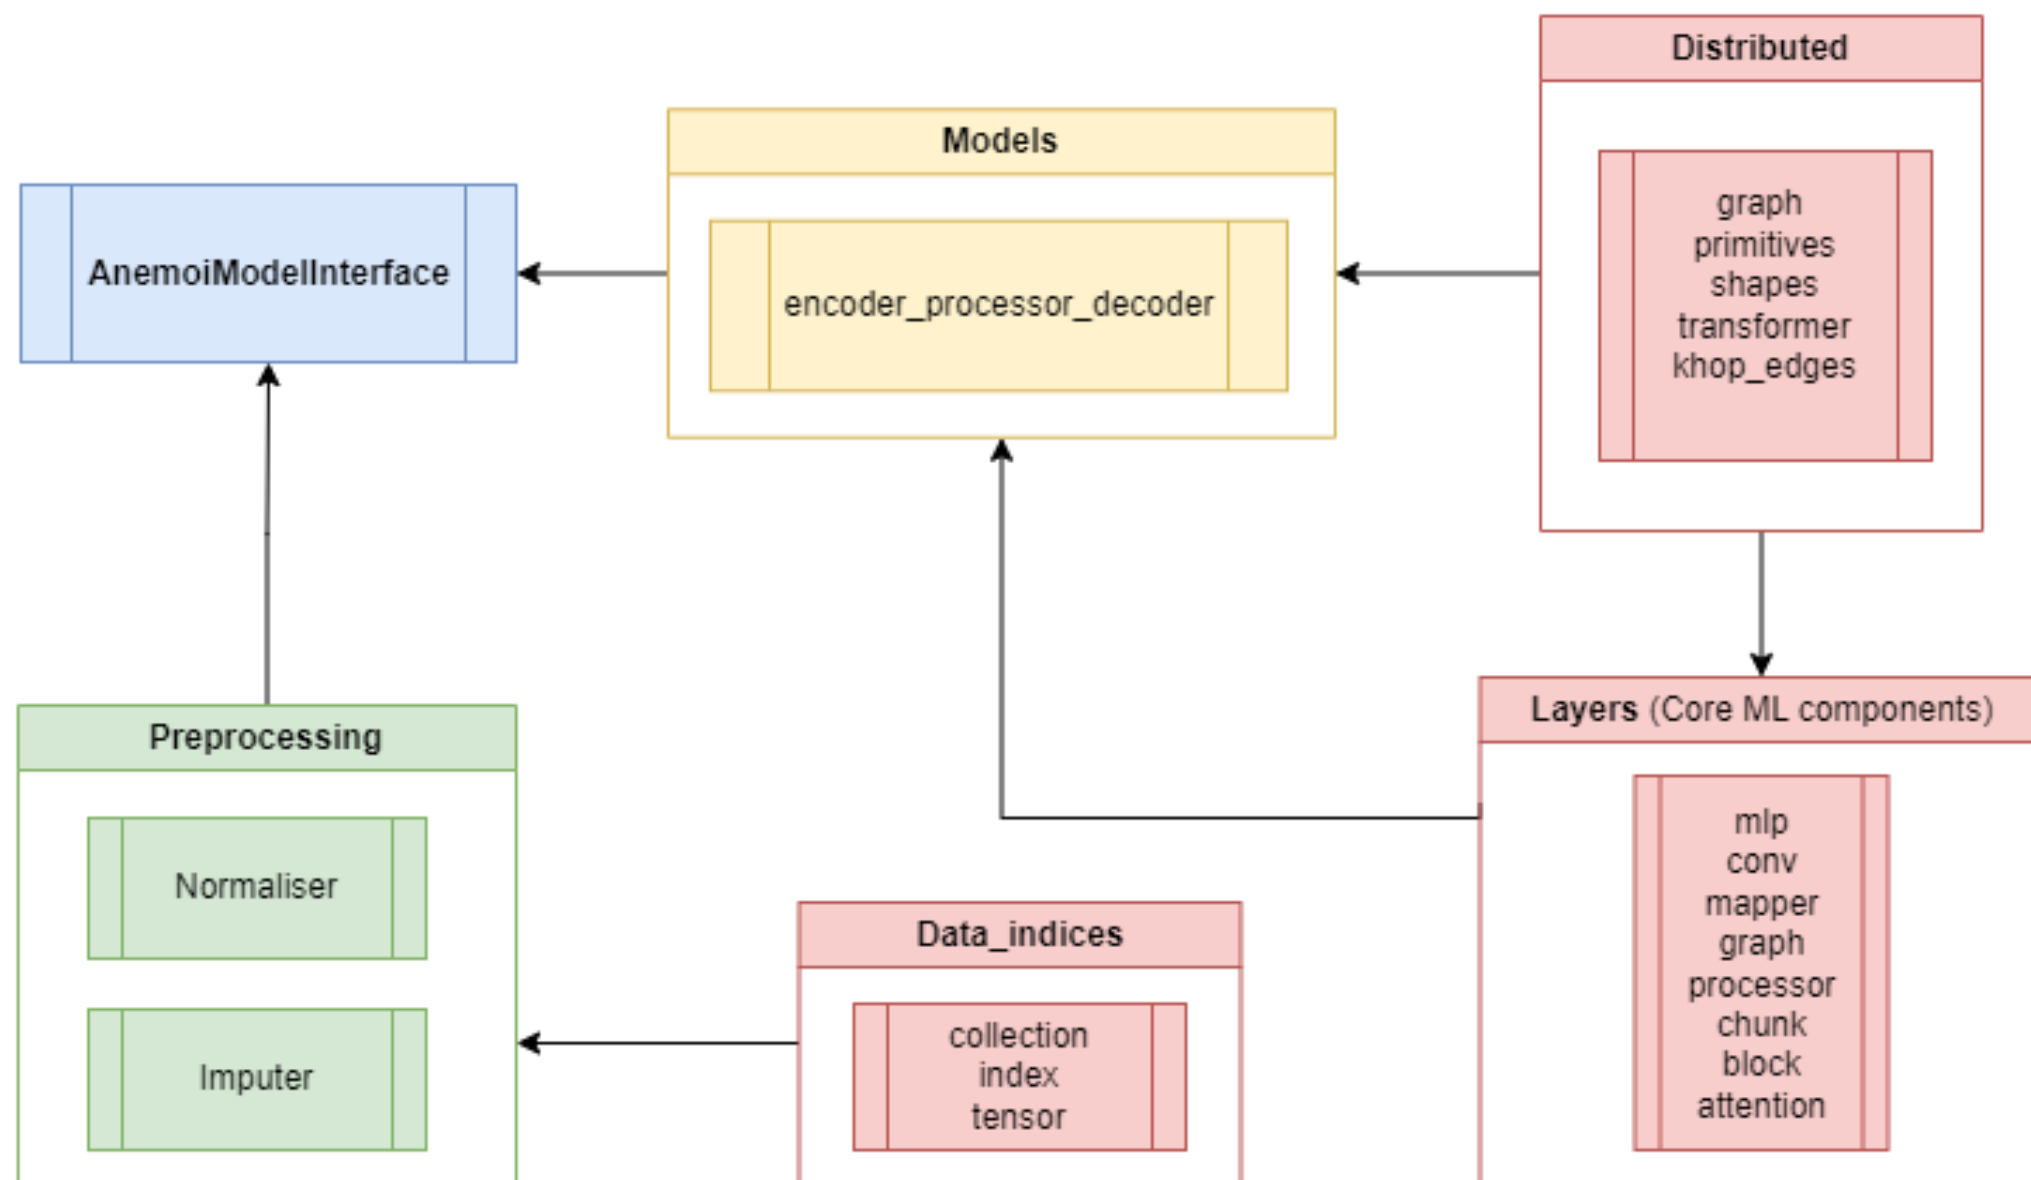 Distributed
graph
primitives
shapes
transformer
khop_edges
Models
encoder_processor_decoder
AnemoiModelInterface
Layers (Core ML components)
mlp
conv
mapper
graph
processor
chunk
block
attention
Preprocessing
Normaliser
Imputer
Data_indices
collection
index
tensor